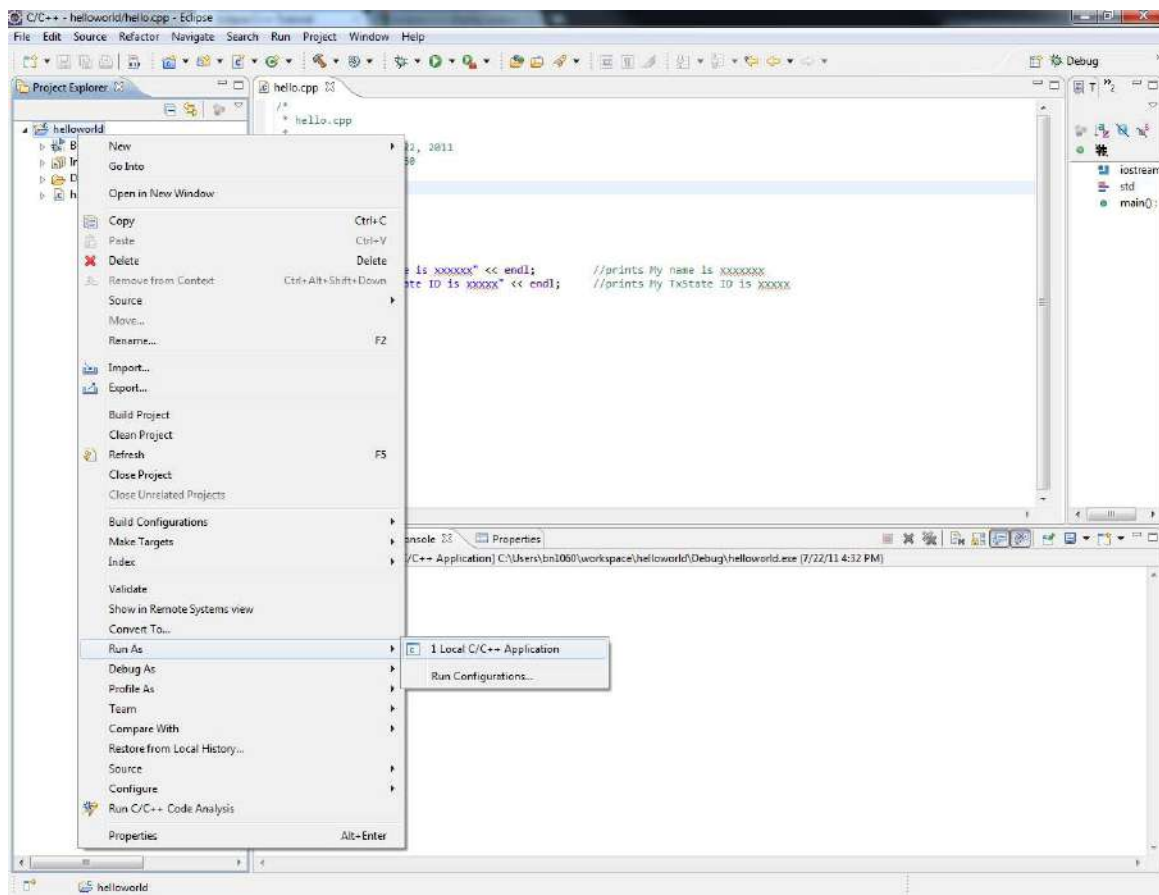 C/C++ - helloworld/hello.cpp - Eclipse
File Edit Source Refactor Navigate Search Run Project Window Help
Debug
Project Explorer
hello.cpp
helloworld
B
In
D
h
/*
* hello.cpp
*
22, 2011
60
e is xxxxxx" << endl; //prints My name is xxxxxxx
ate ID is xxxxx" << endl; //prints My TxState ID is xxxxx
iostream
std
main() :
New
Go Into
Open in New Window
Copy Ctrl+C
Paste Ctrl+V
Delete Delete
Remove from Context Ctrl+Alt+Shift+Down
Source
Move...
Rename... F2
Import...
Export...
Build Project
Clean Project
Refresh F5
Close Project
Close Unrelated Projects
Build Configurations
Make Targets
Index
Validate
Show in Remote Systems view
Convert To...
Run As
Debug As
Profile As
Team
Compare With
Restore from Local History...
Source
Configure
Run C/C++ Code Analysis
Properties Alt+Enter
1 Local C/C++ Application
Run Configurations...
onsole Properties
/C++ Application] C:\Users\bn1060\workspace\helloworld\Debug\helloworld.exe (7/22/11 4:32 PM)
helloworld